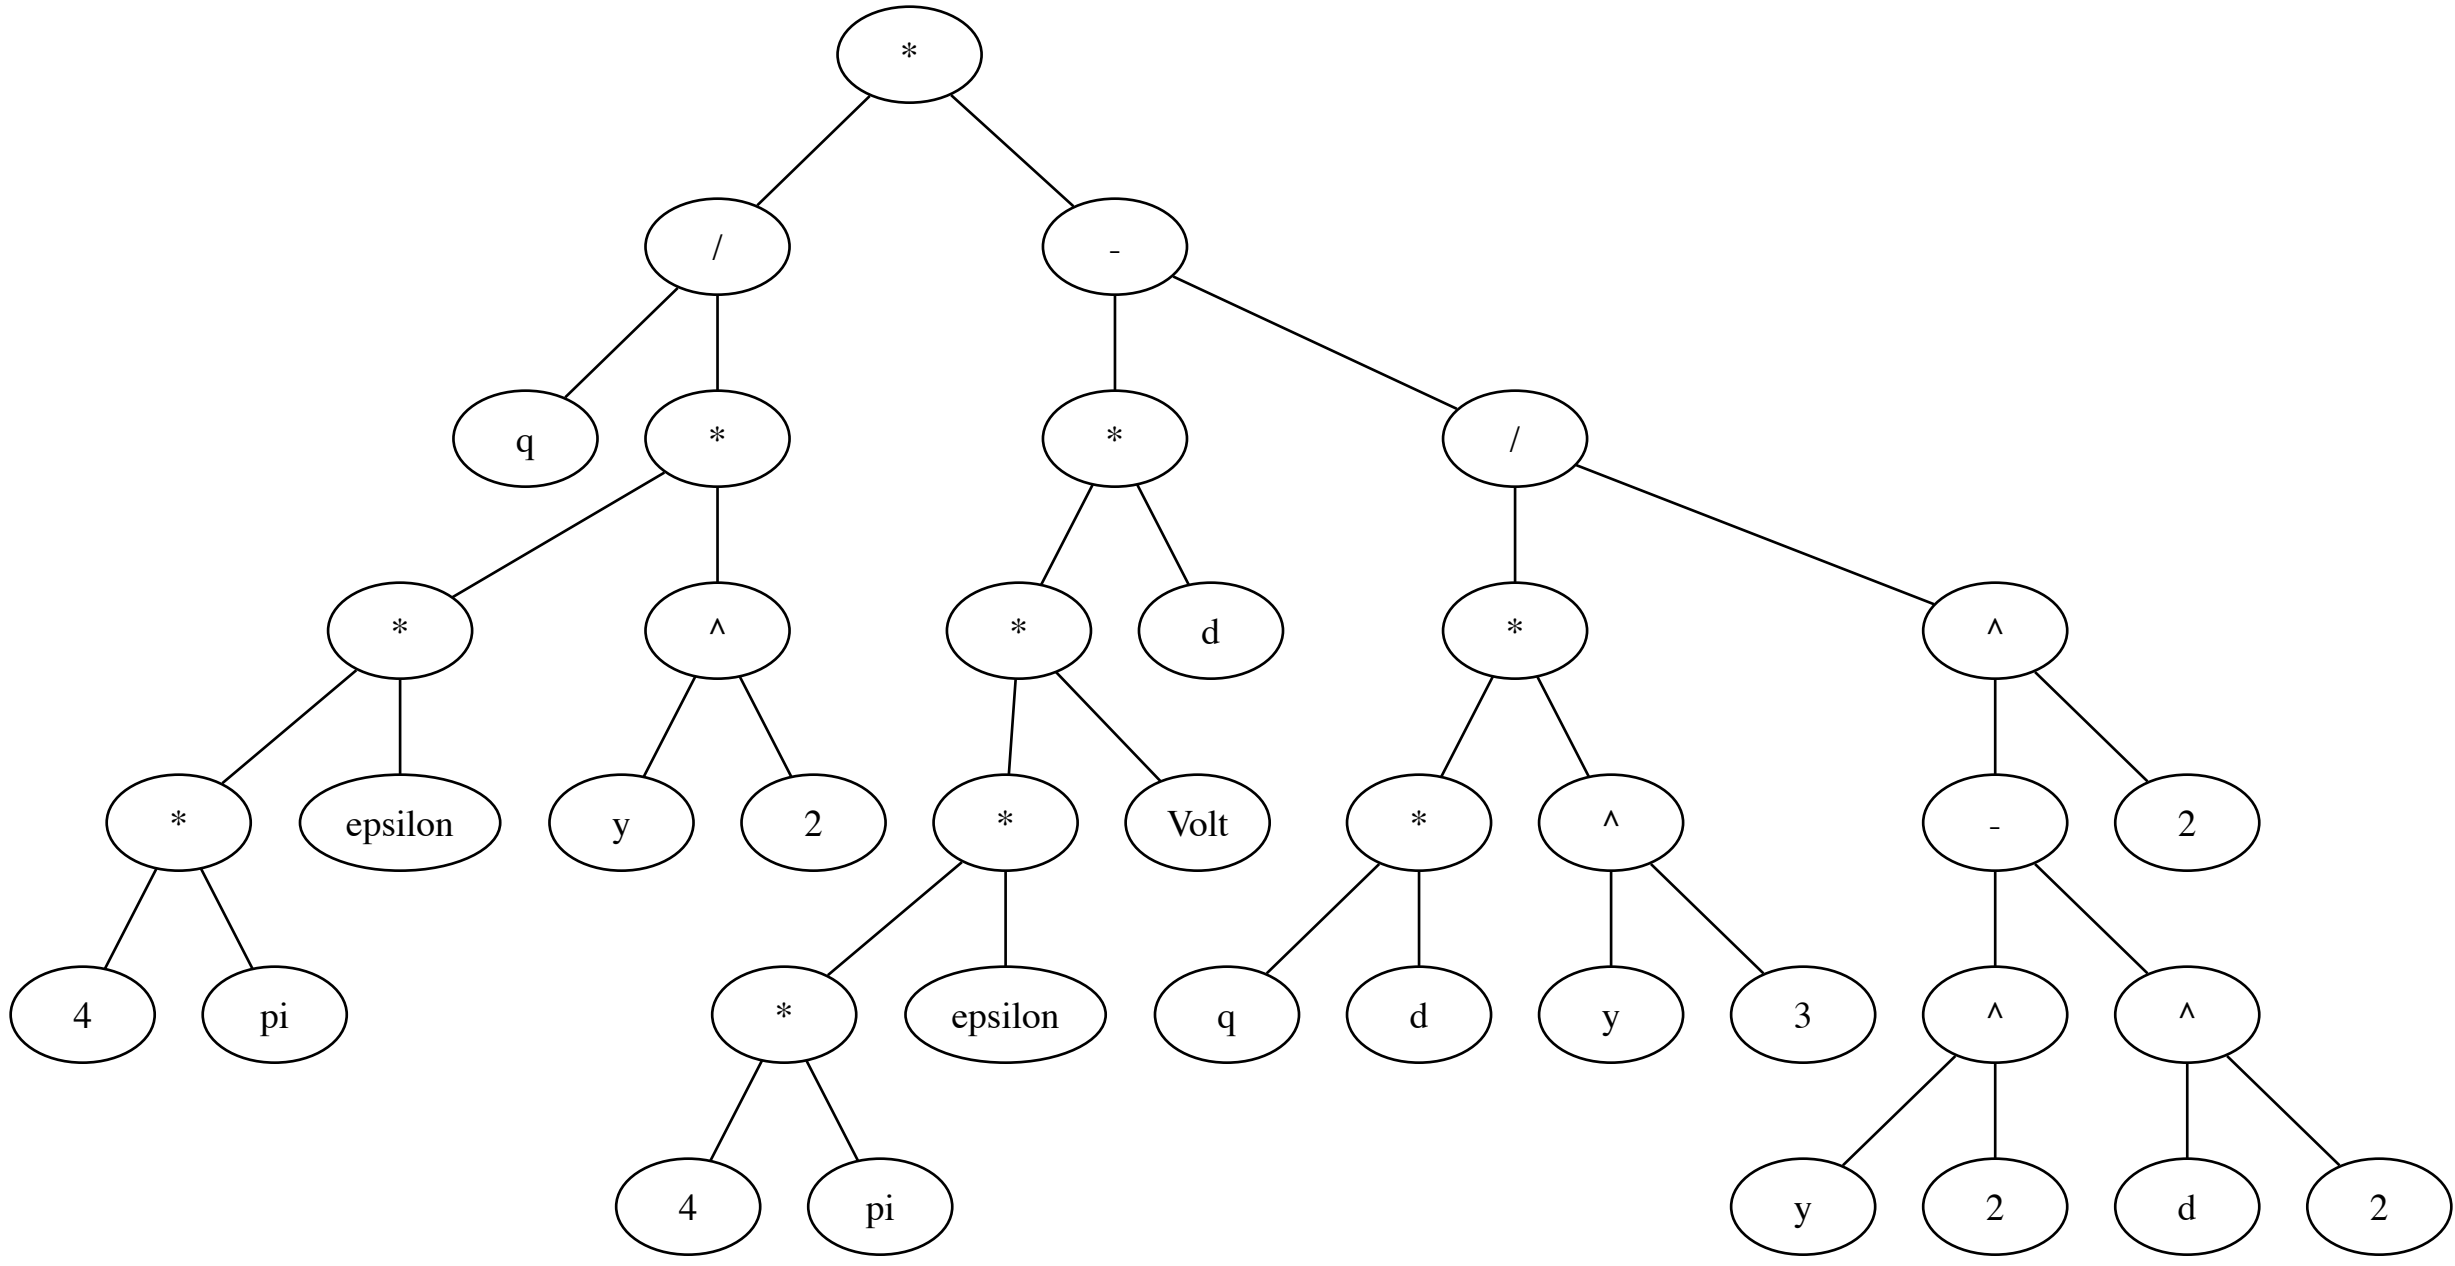 *
/ -
q * * /
* ^ * d * ^
* epsilon y 2 * Volt * ^ - 2
4 pi * epsilon q d y 3 ^ ^
4 pi y 2 d 2